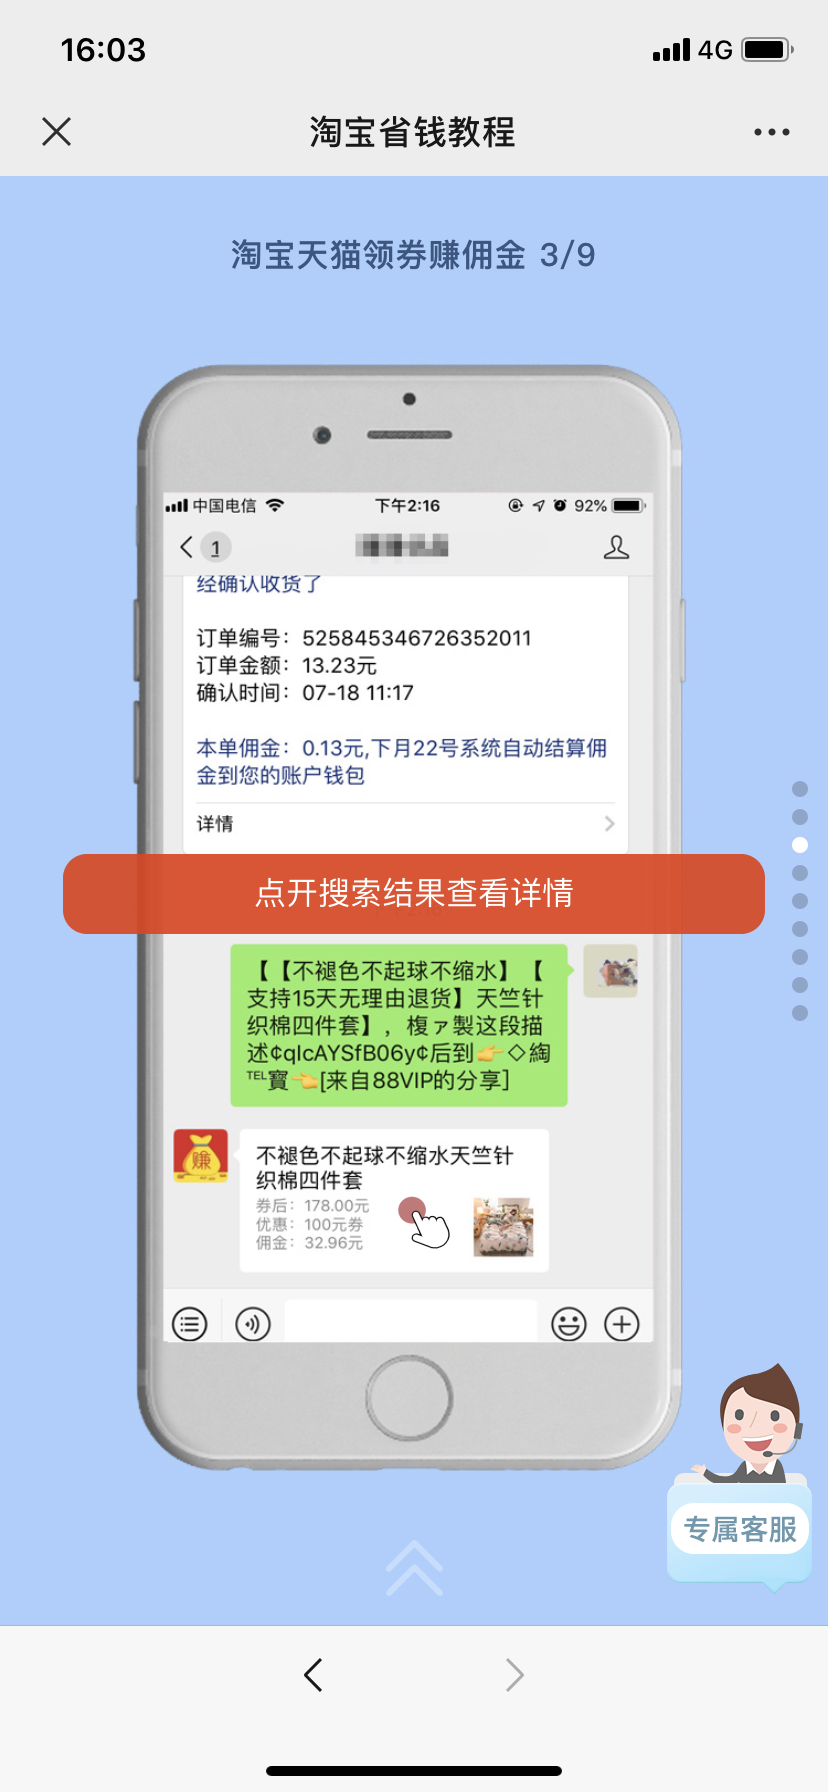 16:03
4G
淘宝省钱教程
淘宝天猫领券赚佣金 3/9
中国电信
下午2:16
92%
1
经确认收货了
订单编号：525845346726352011
订单金额：13.23元
确认时间：07-18 11:17
本单佣金：0.13元,下月22号系统自动结算佣
金到您的账户钱包
详情
点开搜索结果查看详情
【【不褪色不起球不缩水】【
支持15天无理由退货】天竺针
织棉四件套】，椱ァ製这段描
述¢qIcAYSfB06y¢后到👉◇綯
℡寳👈[来自88VIP的分享]
赚
不褪色不起球不缩水天竺针
织棉四件套
券后：178.00元
优惠：100元券
佣金：32.96元
专属客服